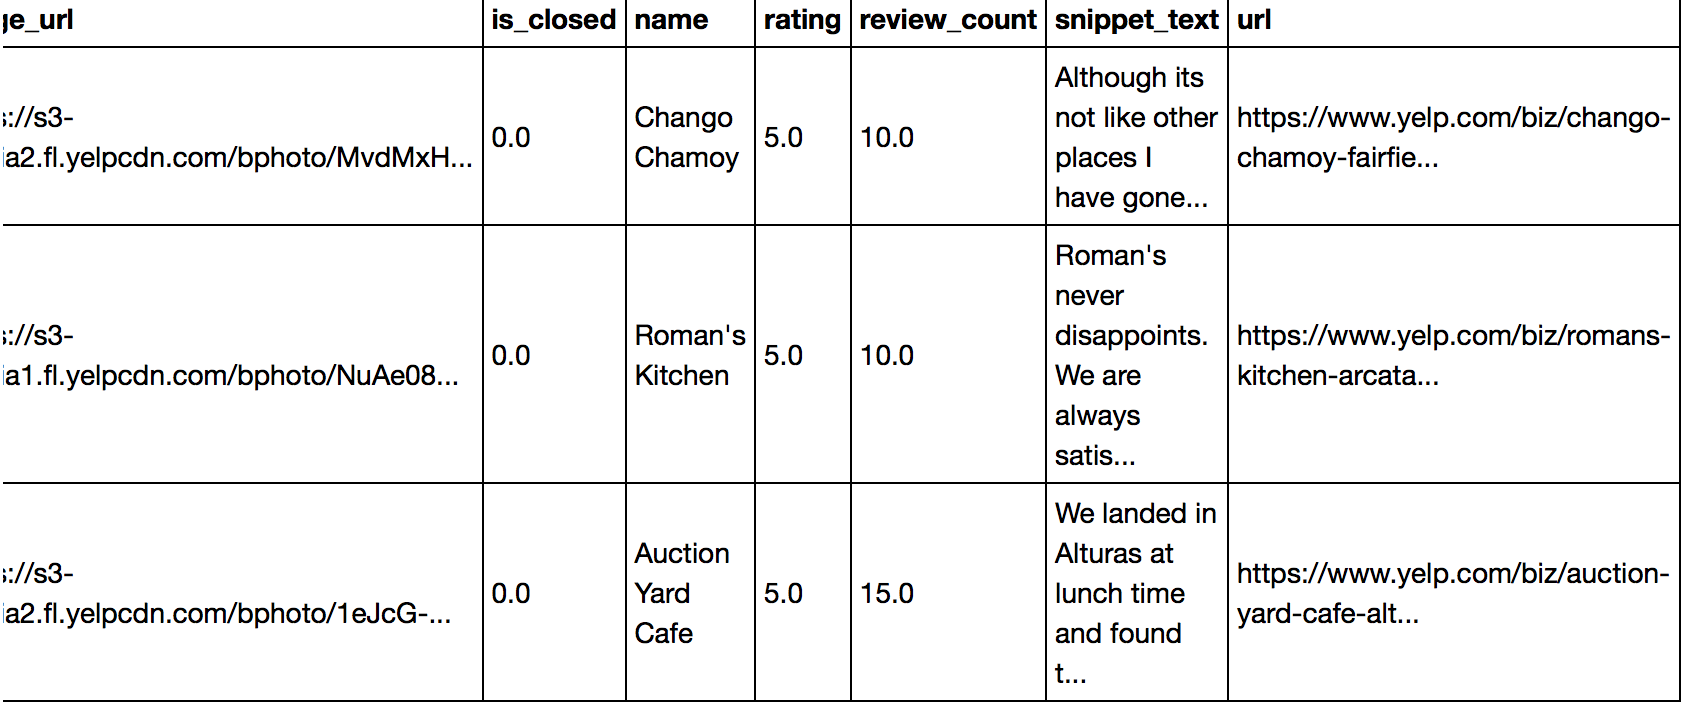 ge_url is_closed name rating review_count snippet_text url
s://s3-
ia2.fl.yelpcdn.com/bphoto/MvdMxH...
0.0
Chango
Chamoy
5.0
10.0
Although its
not like other
places I
have gone...
https://www.yelp.com/biz/chango-
chamoy-fairfie...
s://s3-
ia1.fl.yelpcdn.com/bphoto/NuAe08...
0.0
Roman's
Kitchen
5.0
10.0
Roman's
never
disappoints.
We are
always
satis...
https://www.yelp.com/biz/romans-
kitchen-arcata...
s://s3-
ia2.fl.yelpcdn.com/bphoto/1eJcG-...
0.0
Auction
Yard
Cafe
5.0
15.0
We landed in
Alturas at
lunch time
and found
t...
https://www.yelp.com/biz/auction-
yard-cafe-alt...